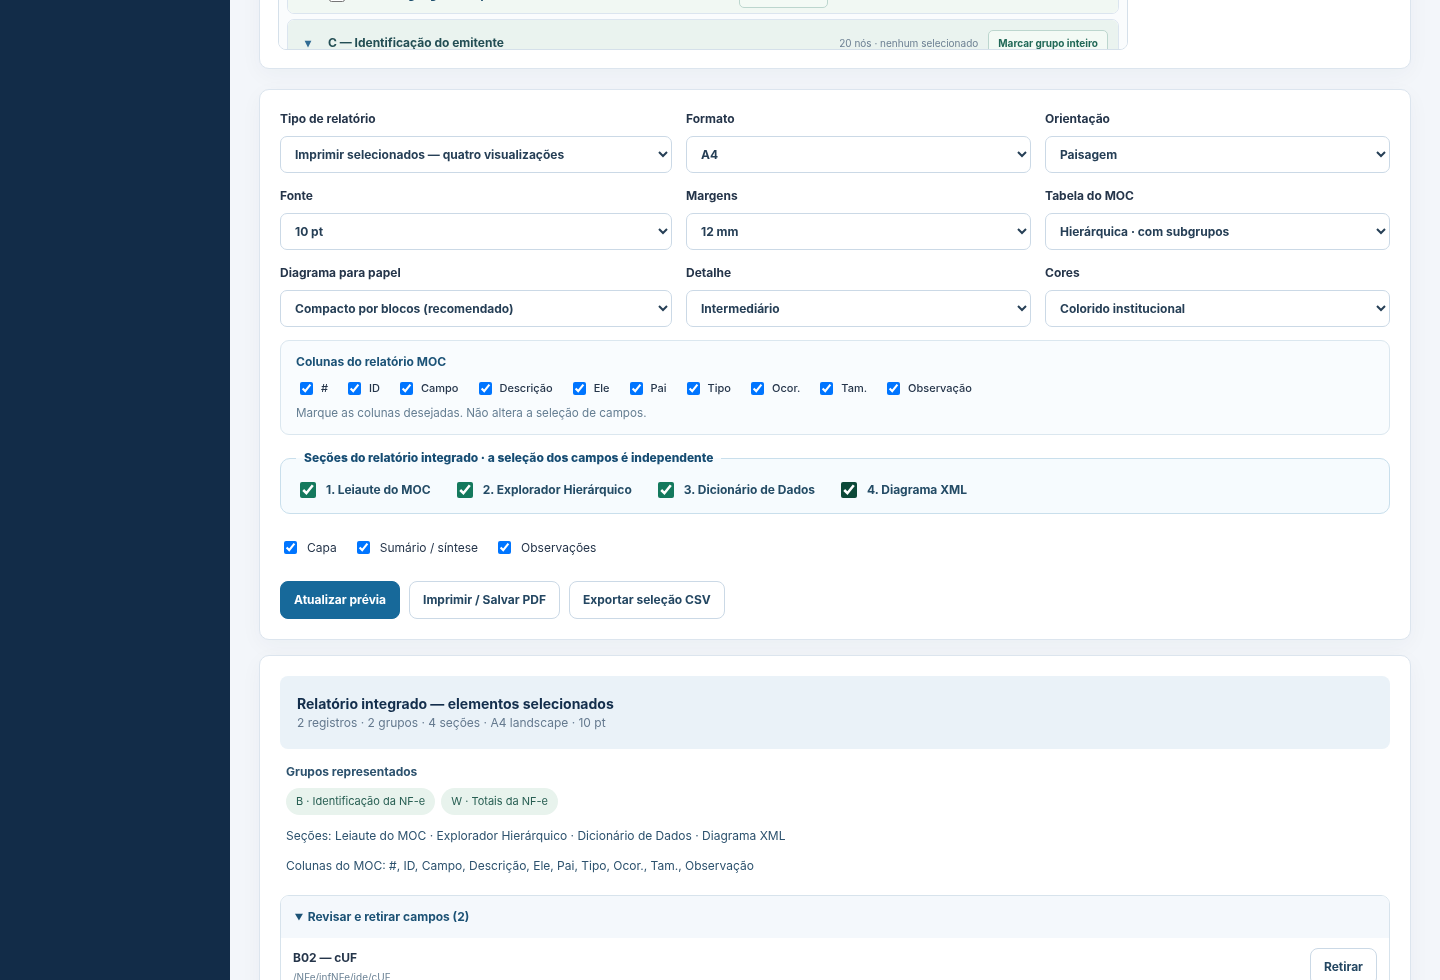 C — Identificação do emitente
20 nós · nenhum selecionado
Marcar grupo inteiro
Tipo de relatório
Formato
Orientação
Imprimir selecionados — quatro visualizações
A4
Paisagem
Fonte
Margens
Tabela do MOC
10 pt
12 mm
Hierárquica · com subgrupos
Diagrama para papel
Detalhe
Cores
Compacto por blocos (recomendado)
Intermediário
Colorido institucional
Colunas do relatório MOC
# ID Campo Descrição Ele Pai Tipo Ocor. Tam. Observação
Marque as colunas desejadas. Não altera a seleção de campos.
Seções do relatório integrado · a seleção dos campos é independente
1. Leiaute do MOC 2. Explorador Hierárquico 3. Dicionário de Dados 4. Diagrama XML
Capa Sumário / síntese Observações
Atualizar prévia
Imprimir / Salvar PDF
Exportar seleção CSV
Relatório integrado — elementos selecionados
2 registros · 2 grupos · 4 seções · A4 landscape · 10 pt
Grupos representados
B · Identificação da NF-e
W · Totais da NF-e
Seções: Leiaute do MOC · Explorador Hierárquico · Dicionário de Dados · Diagrama XML
Colunas do MOC: #, ID, Campo, Descrição, Ele, Pai, Tipo, Ocor., Tam., Observação
▼ Revisar e retirar campos (2)
B02 — cUF
/NFe/infNFe/ide/cUF
Retirar